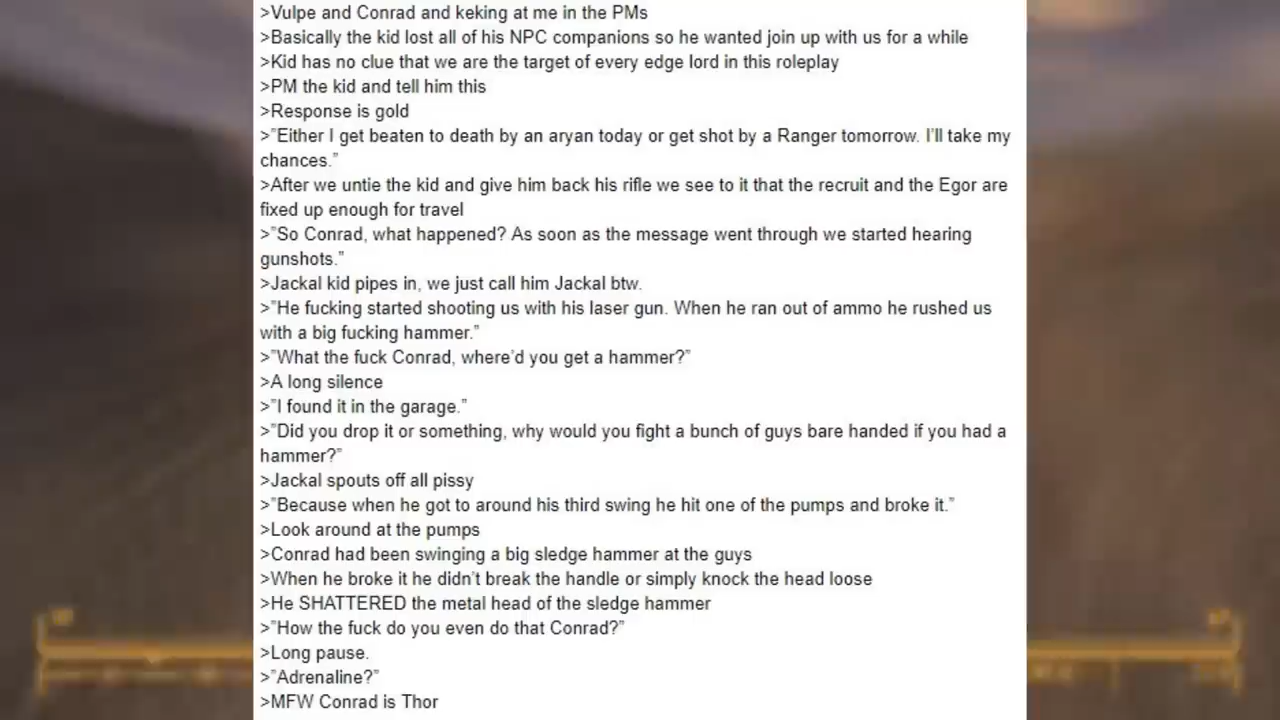 >Vulpe and Conrad and keking at me in the PMs
>Basically the kid lost all of his NPC companions so he wanted join up with us for a while
>Kid has no clue that we are the target of every edge lord in this roleplay
>PM the kid and tell him this
>Response is gold
>"Either I get beaten to death by an aryan today or get shot by a Ranger tomorrow. I'll take my
chances."
>After we untie the kid and give him back his rifle we see to it that the recruit and the Egor are
fixed up enough for travel
>"So Conrad, what happened? As soon as the message went through we started hearing
gunshots."
>Jackal kid pipes in, we just call him Jackal btw.
>"He fucking started shooting us with his laser gun. When he ran out of ammo he rushed us
with a big fucking hammer."
>"What the fuck Conrad, where'd you get a hammer?"
>A long silence
>"I found it in the garage."
>"Did you drop it or something, why would you fight a bunch of guys bare handed if you had a
hammer?"
>Jackal spouts off all pissy
>"Because when he got to around his third swing he hit one of the pumps and broke it."
>Look around at the pumps
>Conrad had been swinging a big sledge hammer at the guys
>When he broke it he didn't break the handle or simply knock the head loose
>He SHATTERED the metal head of the sledge hammer
>"How the fuck do you even do that Conrad?"
>Long pause.
>"Adrenaline?"
>MFW Conrad is Thor